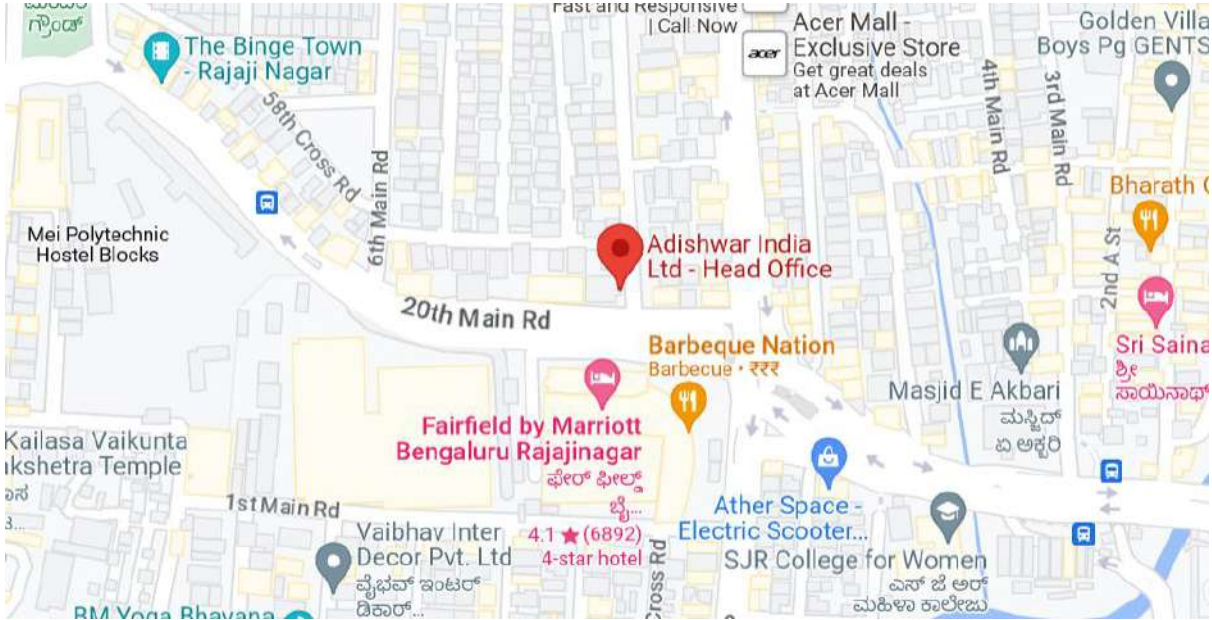 ಗ್ರೌಂಡ್
The Binge Town
- Rajaji Nagar
Fast and Responsive
| Call Now
acer
Acer Mall -
Exclusive Store
Get great deals
at Acer Mall
Golden Villa
Boys Pg GENTS
58th Cross Rd
6th Main Rd
4th Main Rd
3rd Main Rd
Bharath
2nd A St
Mei Polytechnic
Hostel Blocks
Adishwar India
Ltd - Head Office
20th Main Rd
Barbeque Nation
Barbecue · ₹₹₹
Masjid E Akbari
ಮಸ್ಜಿದ್
ಏ ಅಕ್ಬರಿ
Sri Saina
ಶ್ರೀ
ಸಾಯಿನಾಥ್
Fairfield by Marriott
Bengaluru Rajajinagar
ಫೇರ್ ಫೀಲ್ಡ್
ಬೈ...
4.1 ★ (6892)
4-star hotel
Kailasa Vaikunta
akshetra Temple
1st Main Rd
Vaibhav Inter
Decor Pvt. Ltd
ವೈಭವ್ ಇಂಟರ್
ಡಿಕಾರ್...
Cross Rd
Ather Space -
Electric Scooter...
SJR College for Women
ಎಸ್ ಜೆ ಆರ್
ಮಹಿಳಾ ಕಾಲೇಜು
BM Yoga Bhavana